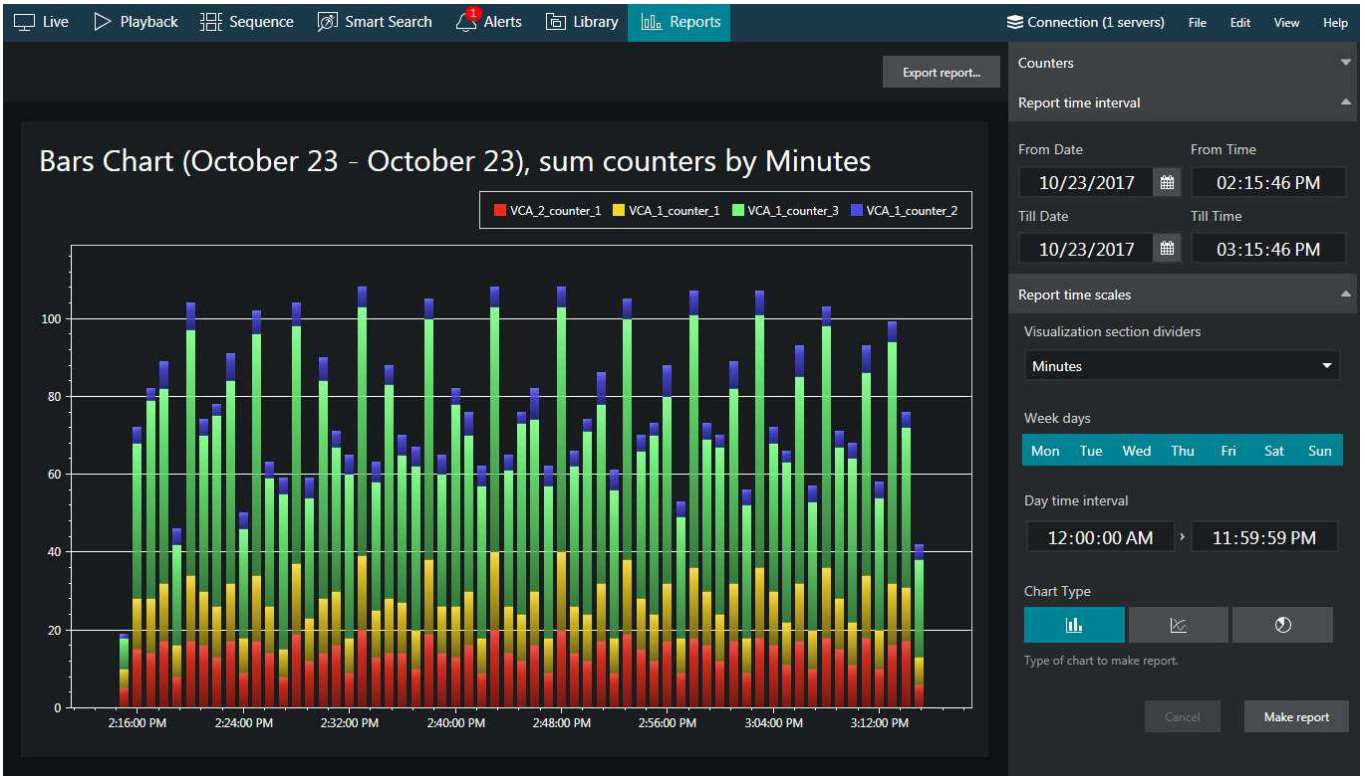 Live Playback Sequence Smart Search 1 Alerts Library Reports Connection (1 servers) File Edit View Help
Export report...
Bars Chart (October 23 - October 23), sum counters by Minutes
VCA_2_counter_1 VCA_1_counter_1 VCA_1_counter_3 VCA_1_counter_2
100
80
60
40
20
0
2:16:00 PM 2:24:00 PM 2:32:00 PM 2:40:00 PM 2:48:00 PM 2:56:00 PM 3:04:00 PM 3:12:00 PM
Counters
Report time interval
From Date From Time
10/23/2017 02:15:46 PM
Till Date Till Time
10/23/2017 03:15:46 PM
Report time scales
Visualization section dividers
Minutes
Week days
Mon Tue Wed Thu Fri Sat Sun
Day time interval
12:00:00 AM › 11:59:59 PM
Chart Type
Type of chart to make report.
Cancel Make report